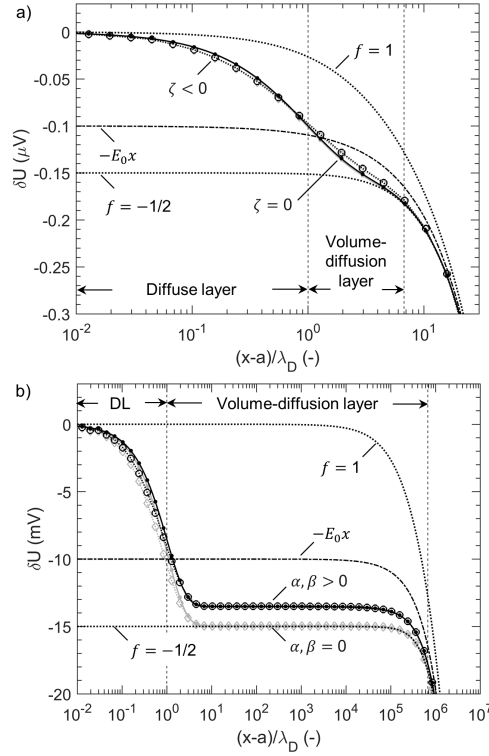 a)
0
-0.05
-0.1
-0.15
-0.2
-0.25
-0.3
δU (μV)
f = 1
ζ < 0
−E₀x
f = −1/2
ζ = 0
Volume-
diffusion
layer
Diffuse layer
10⁻² 10⁻¹ 10⁰ 10¹
(x-a)/λ_D (-)
b)
DL Volume-diffusion layer
0
-5
-10
-15
-20
δU (mV)
f = 1
−E₀x
α, β > 0
f = −1/2
α, β = 0
10⁻² 10⁻¹ 10⁰ 10¹ 10² 10³ 10⁴ 10⁵ 10⁶ 10⁷
(x-a)/λ_D (-)